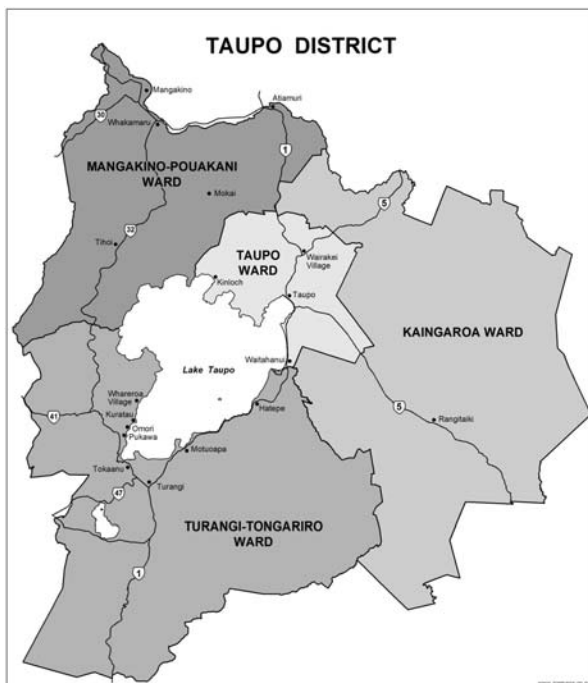 TAUPO DISTRICT
Mangakino
Atiamuri
30
Whakamaru
1
MANGAKINO-POUAKANI
WARD
5
Mokai
32
Tihoi
TAUPO
WARD
Wairakei
Village
Kinloch
Taupo
KAINGAROA WARD
Waitahanui
Lake Taupo
Whareroa
Village
Hatepe
5
41
Kuratau
Omori
Pukawa
Rangitaiki
Motuoapa
Tokaanu
Turangi
47
TURANGI-TONGARIRO
WARD
1